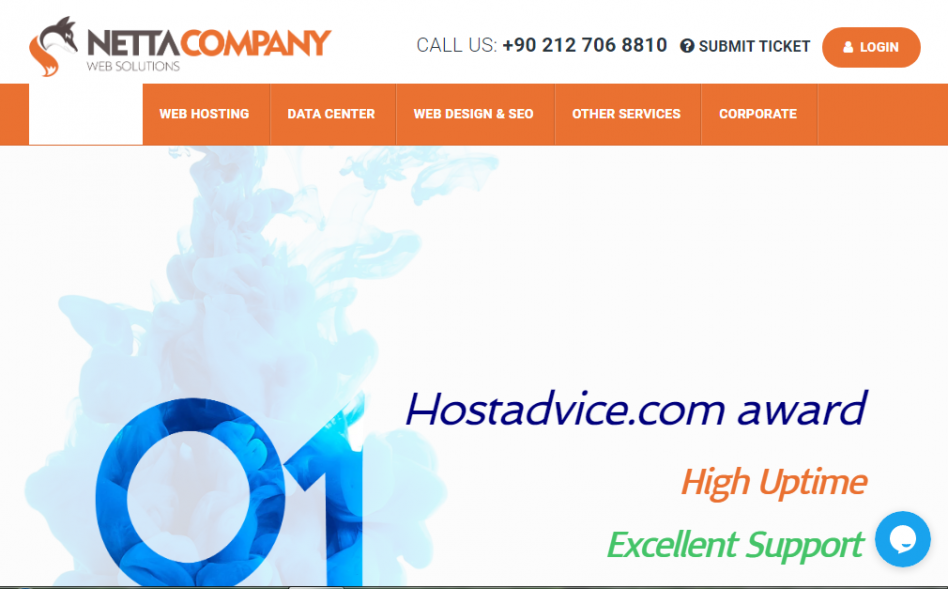 NETTACOMPANY
WEB SOLUTIONS
CALL US: +90 212 706 8810
SUBMIT TICKET
LOGIN
WEB HOSTING
DATA CENTER
WEB DESIGN & SEO
OTHER SERVICES
CORPORATE
Hostadvice.com award
High Uptime
Excellent Support
01